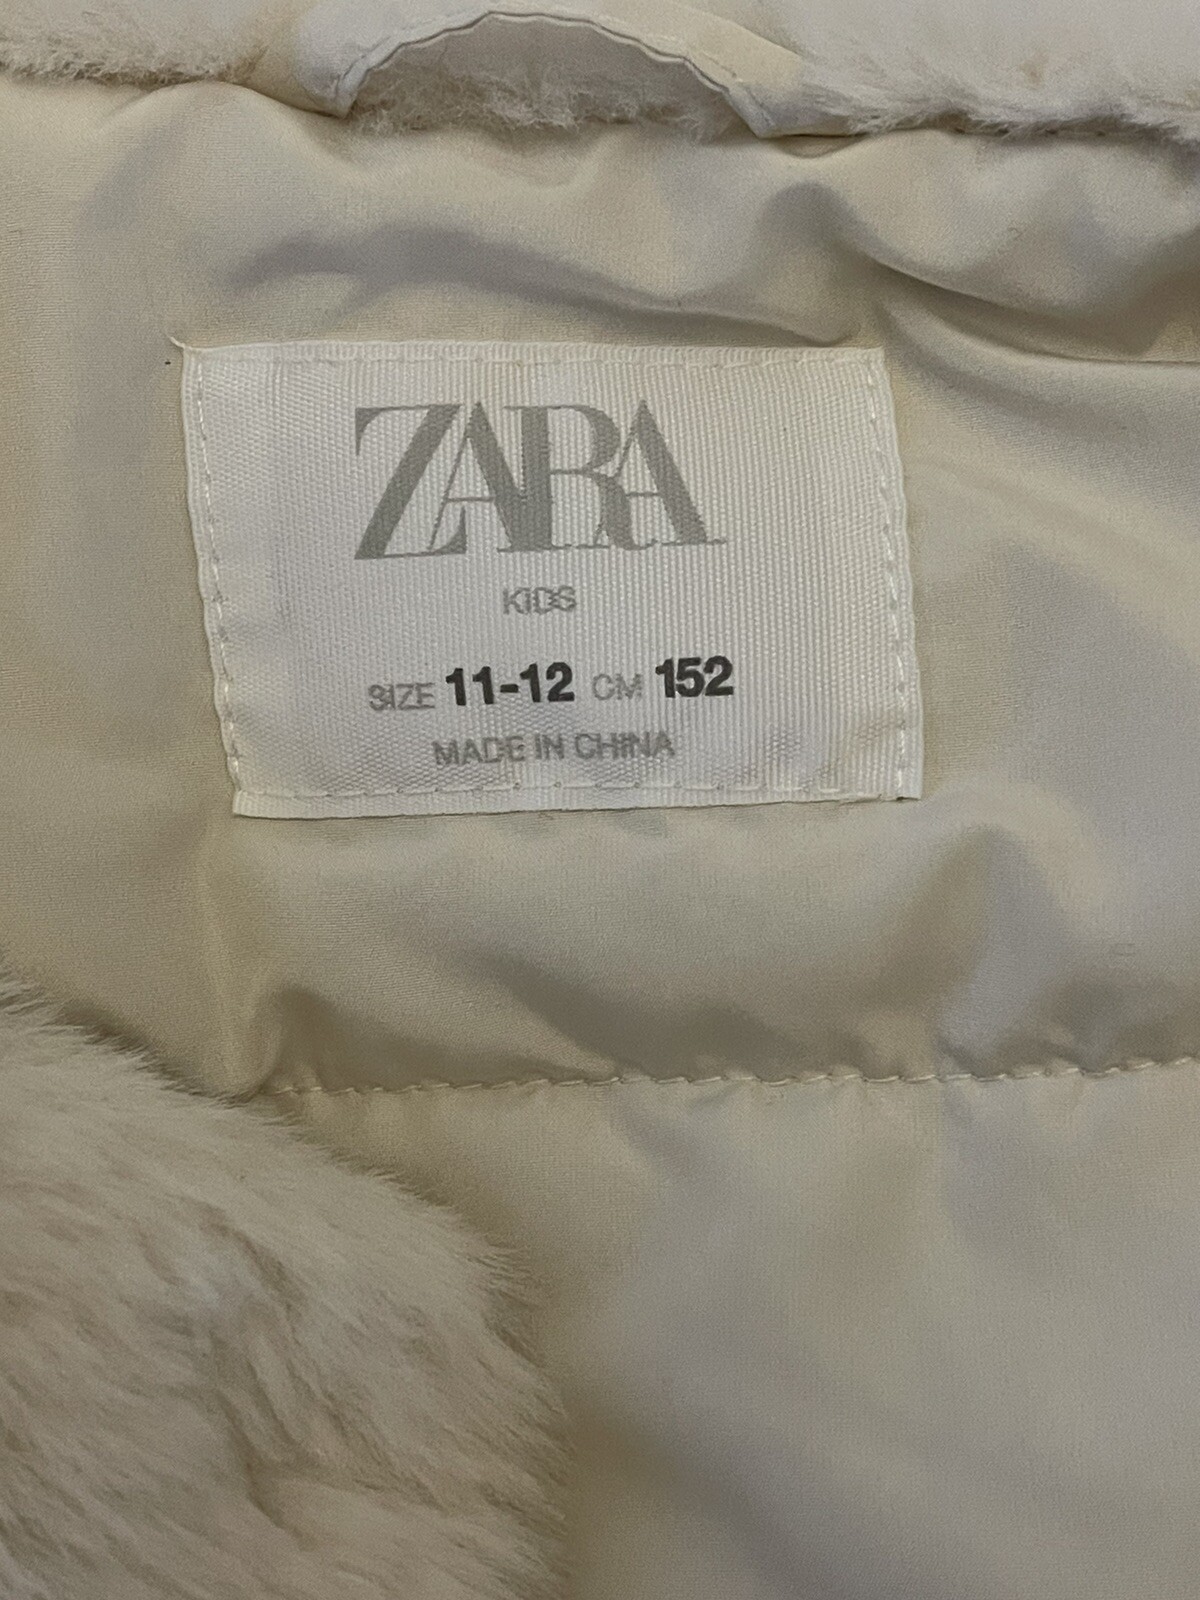 ZARA
KIDS
SIZE 11-12 CM 152
MADE IN CHINA